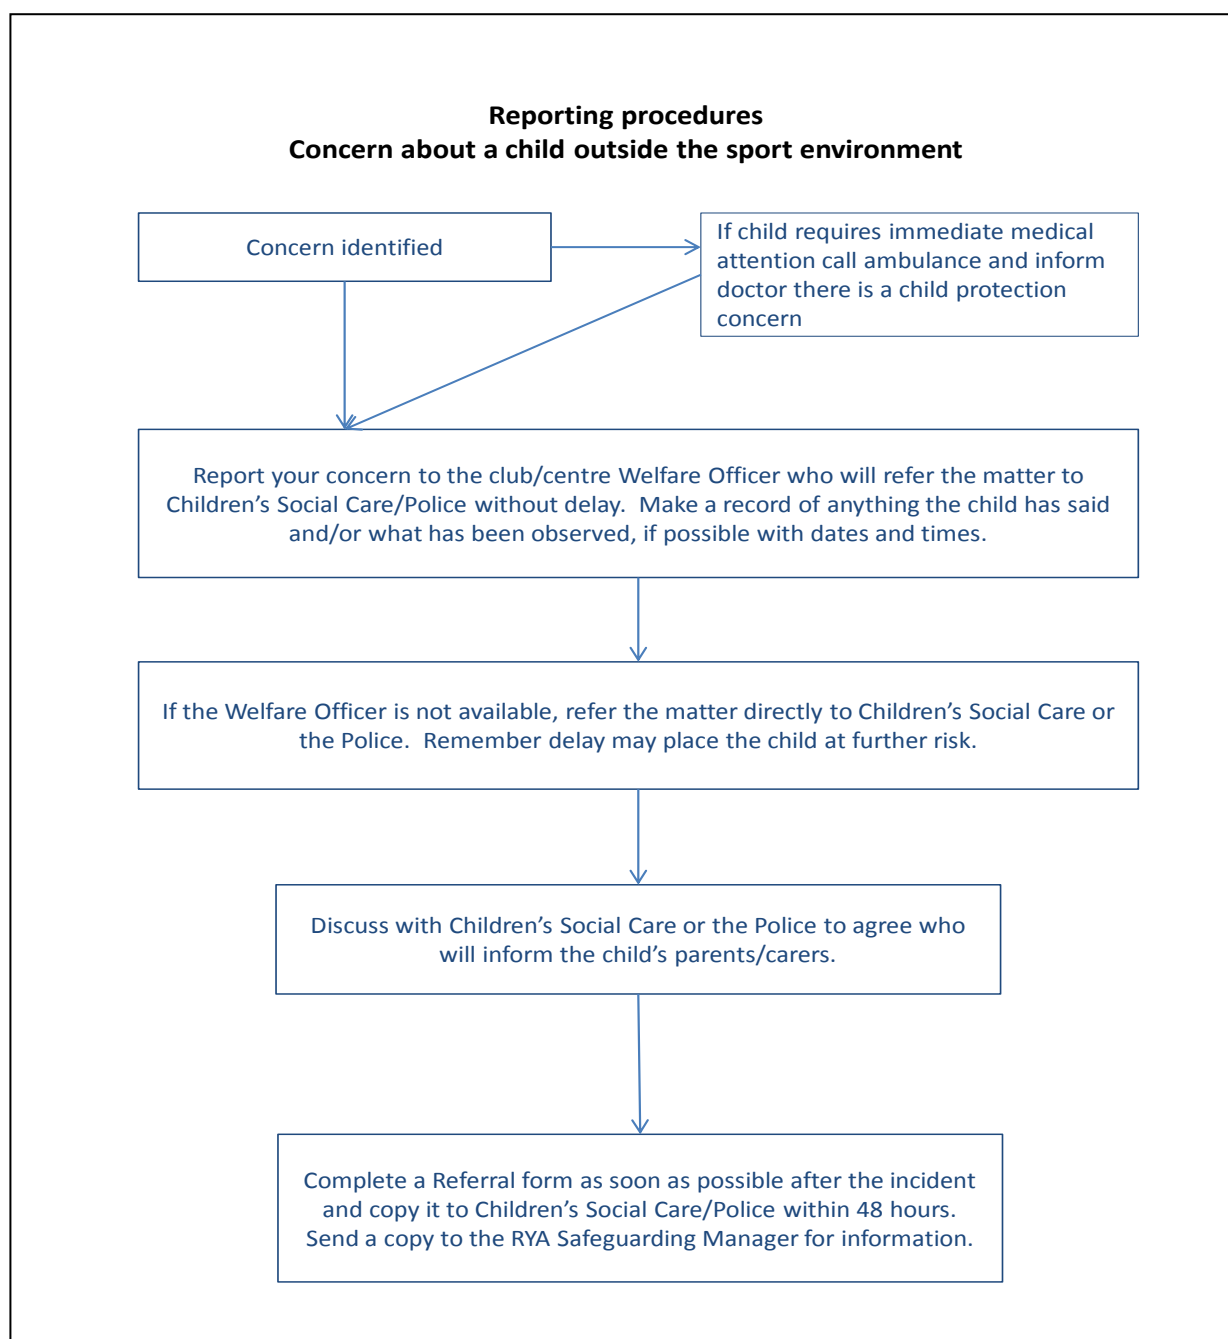 Reporting procedures
Concern about a child outside the sport environment
Concern identified
If child requires immediate medical
attention call ambulance and inform
doctor there is a child protection
concern
Report your concern to the club/centre Welfare Officer who will refer the matter to
Children’s Social Care/Police without delay.  Make a record of anything the child has said
and/or what has been observed, if possible with dates and times.
If the Welfare Officer is not available, refer the matter directly to Children’s Social Care or
the Police.  Remember delay may place the child at further risk.
Discuss with Children’s Social Care or the Police to agree who
will inform the child’s parents/carers.
Complete a Referral form as soon as possible after the incident
and copy it to Children’s Social Care/Police within 48 hours.
Send a copy to the RYA Safeguarding Manager for information.